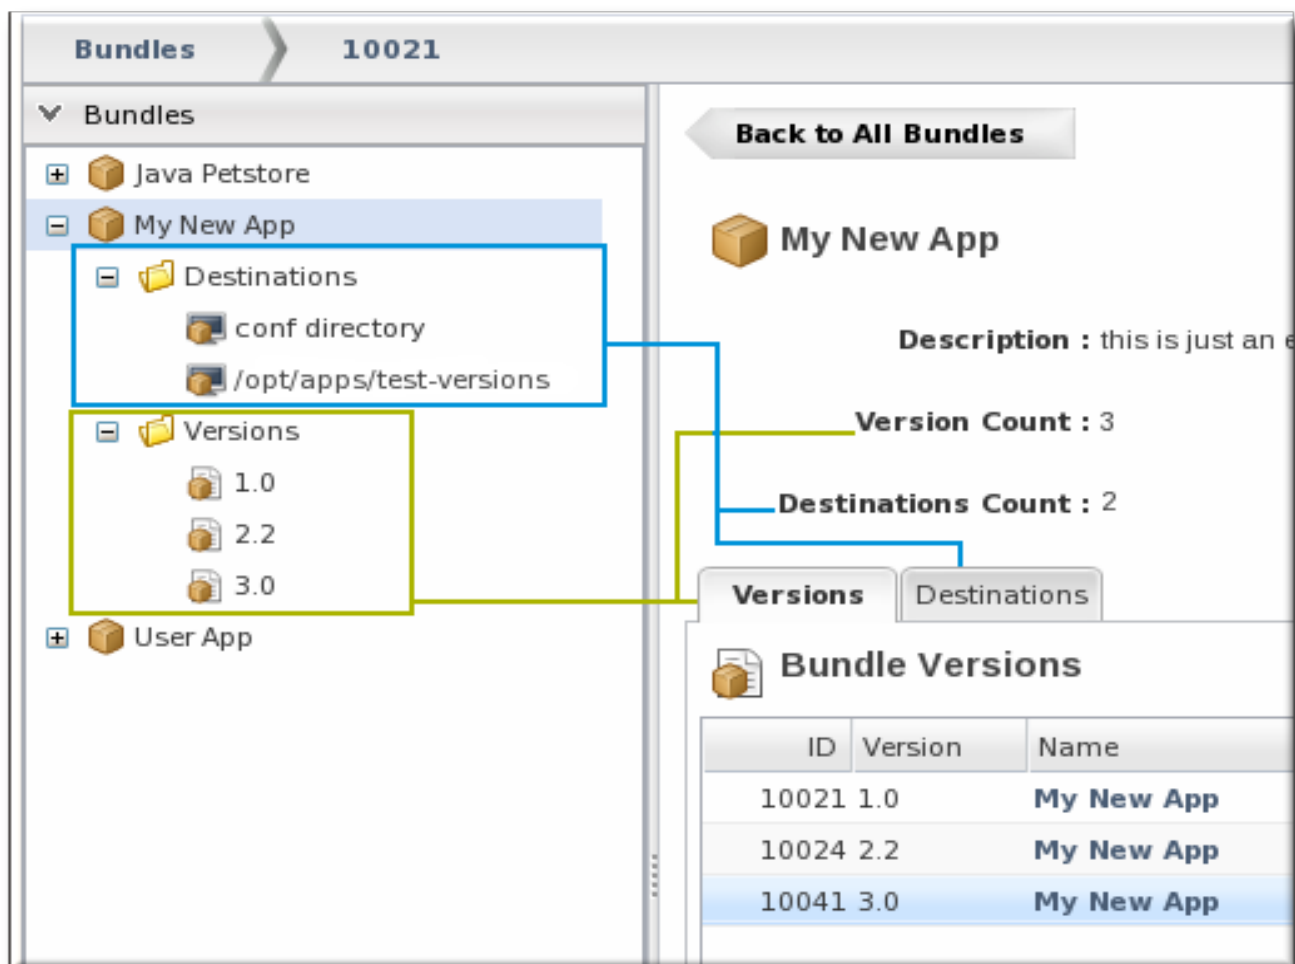 Bundles 10021
Bundles
Java Petstore
My New App
Destinations
conf directory
/opt/apps/test-versions
Versions
1.0
2.2
3.0
User App
Back to All Bundles
My New App
Description : this is just an
Version Count : 3
Destinations Count : 2
Versions Destinations
Bundle Versions
ID Version Name
10021 1.0 My New App
10024 2.2 My New App
10041 3.0 My New App